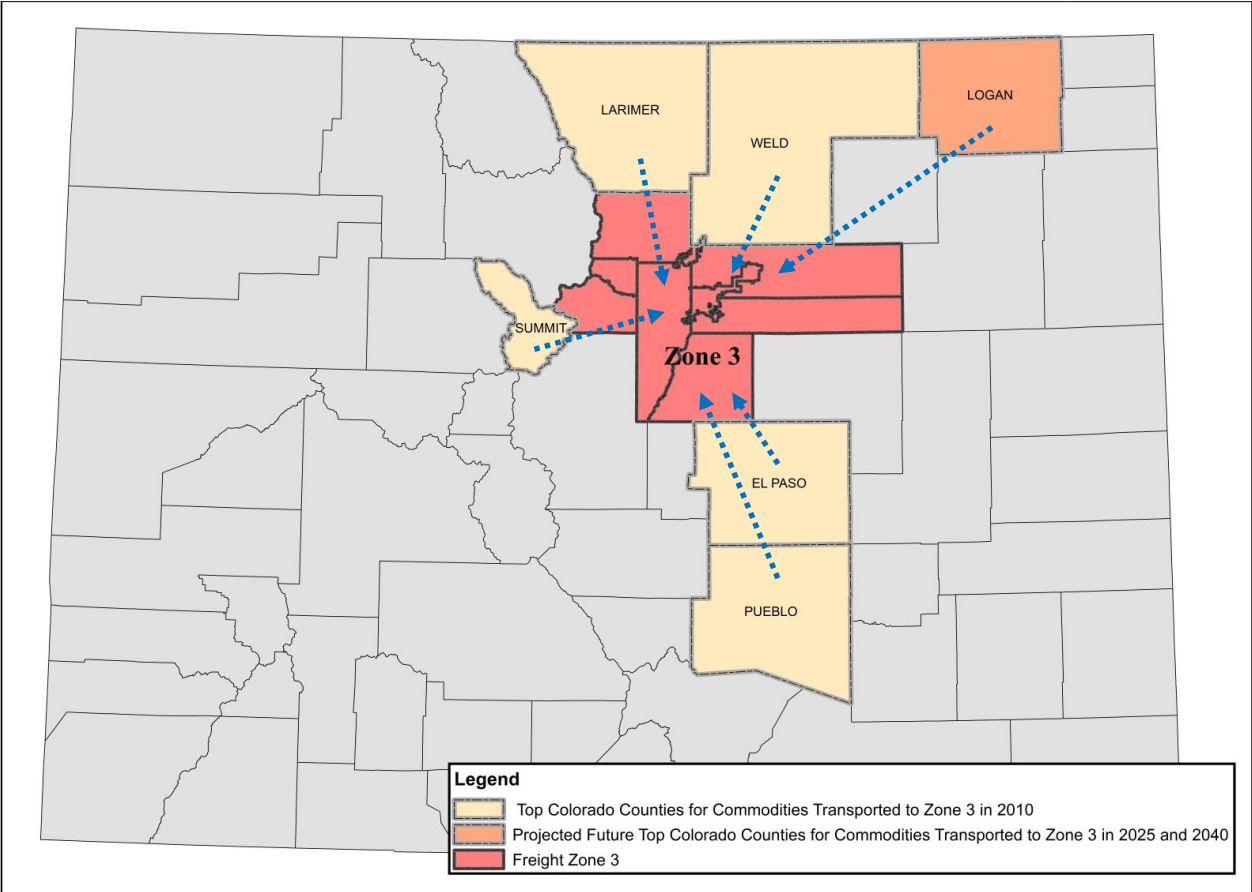 LOGAN
LARIMER
WELD
SUMMIT
Zone 3
EL PASO
PUEBLO
Legend
Top Colorado Counties for Commodities Transported to Zone 3 in 2010
Projected Future Top Colorado Counties for Commodities Transported to Zone 3 in 2025 and 2040
Freight Zone 3